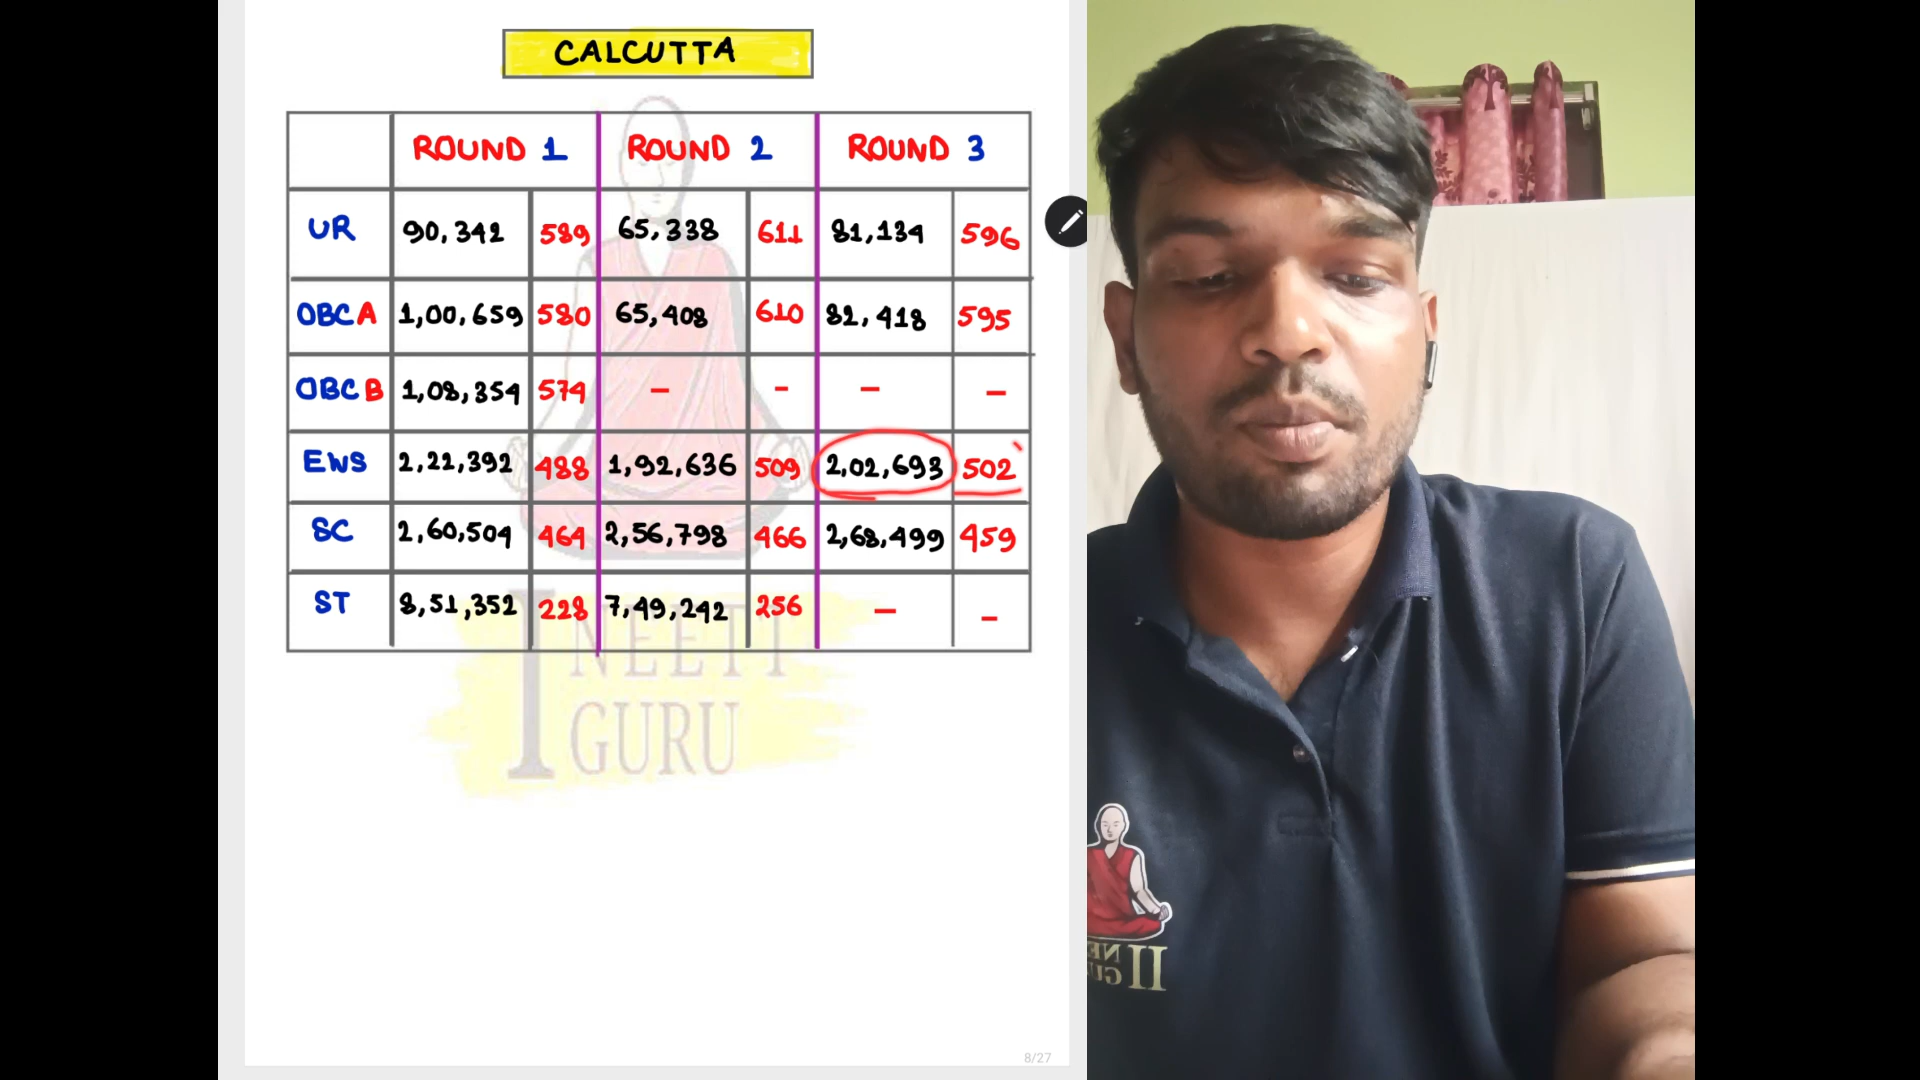 CALCUTTA
ROUND 1 ROUND 2 ROUND 3
UR 90,342 589 65,338 611 81,134 596
OBC A 1,00,659 580 65,408 610 82,418 595
OBC B 1,08,354 574 - - - -
EWS 2,22,392 488 1,92,636 509 2,02,693 502
SC 2,60,504 464 2,56,798 466 2,68,499 459
ST 8,51,352 228 7,49,242 256 - -
NEETI
GURU
8/27